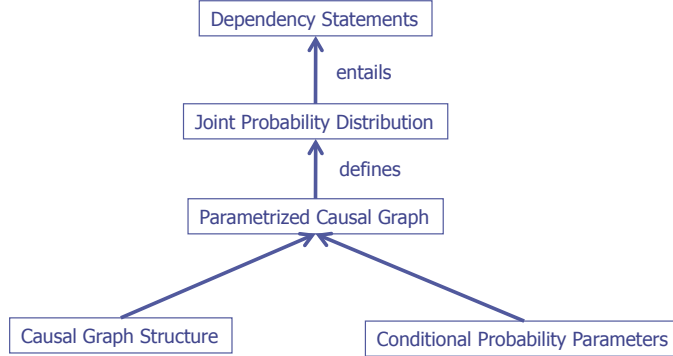 Dependency Statements
entails
Joint Probability Distribution
defines
Parametrized Causal Graph
Causal Graph Structure
Conditional Probability Parameters